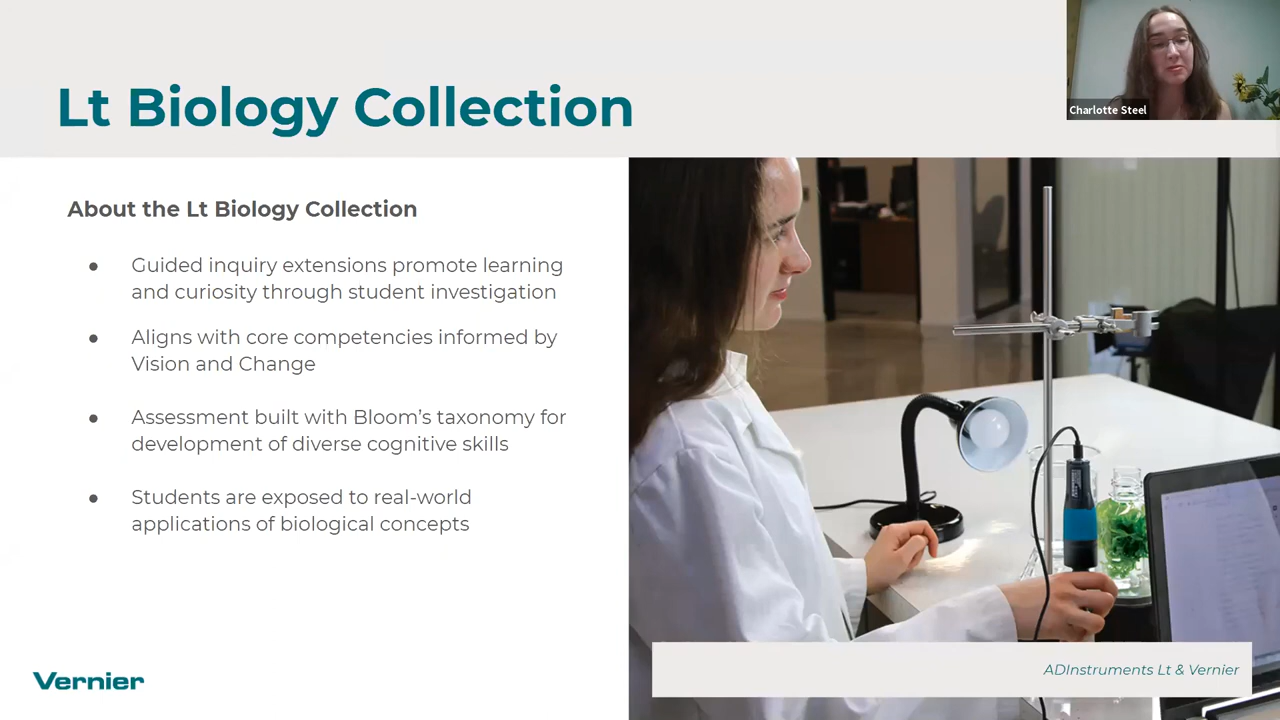 Lt Biology Collection
Charlotte Steel
About the Lt Biology Collection
● Guided inquiry extensions promote learning
and curiosity through student investigation
● Aligns with core competencies informed by
Vision and Change
● Assessment built with Bloom’s taxonomy for
development of diverse cognitive skills
● Students are exposed to real-world
applications of biological concepts
Vernier
ADInstruments Lt & Vernier